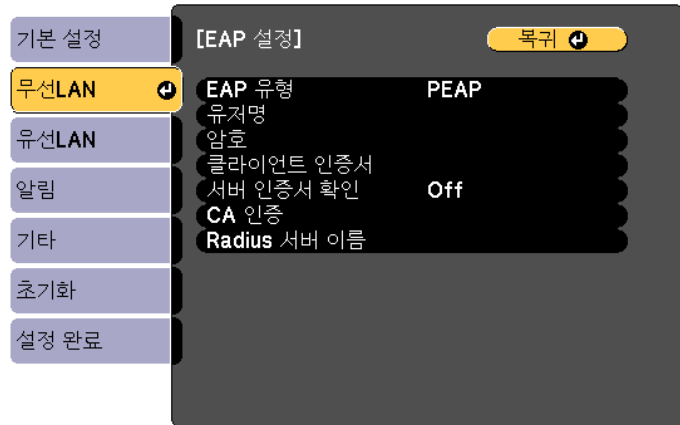 기본 설정
무선LAN
유선LAN
알림
기타
초기화
설정 완료
[EAP 설정]
복귀
EAP 유형 PEAP
유저명
암호
클라이언트 인증서
서버 인증서 확인 Off
CA 인증
Radius 서버 이름